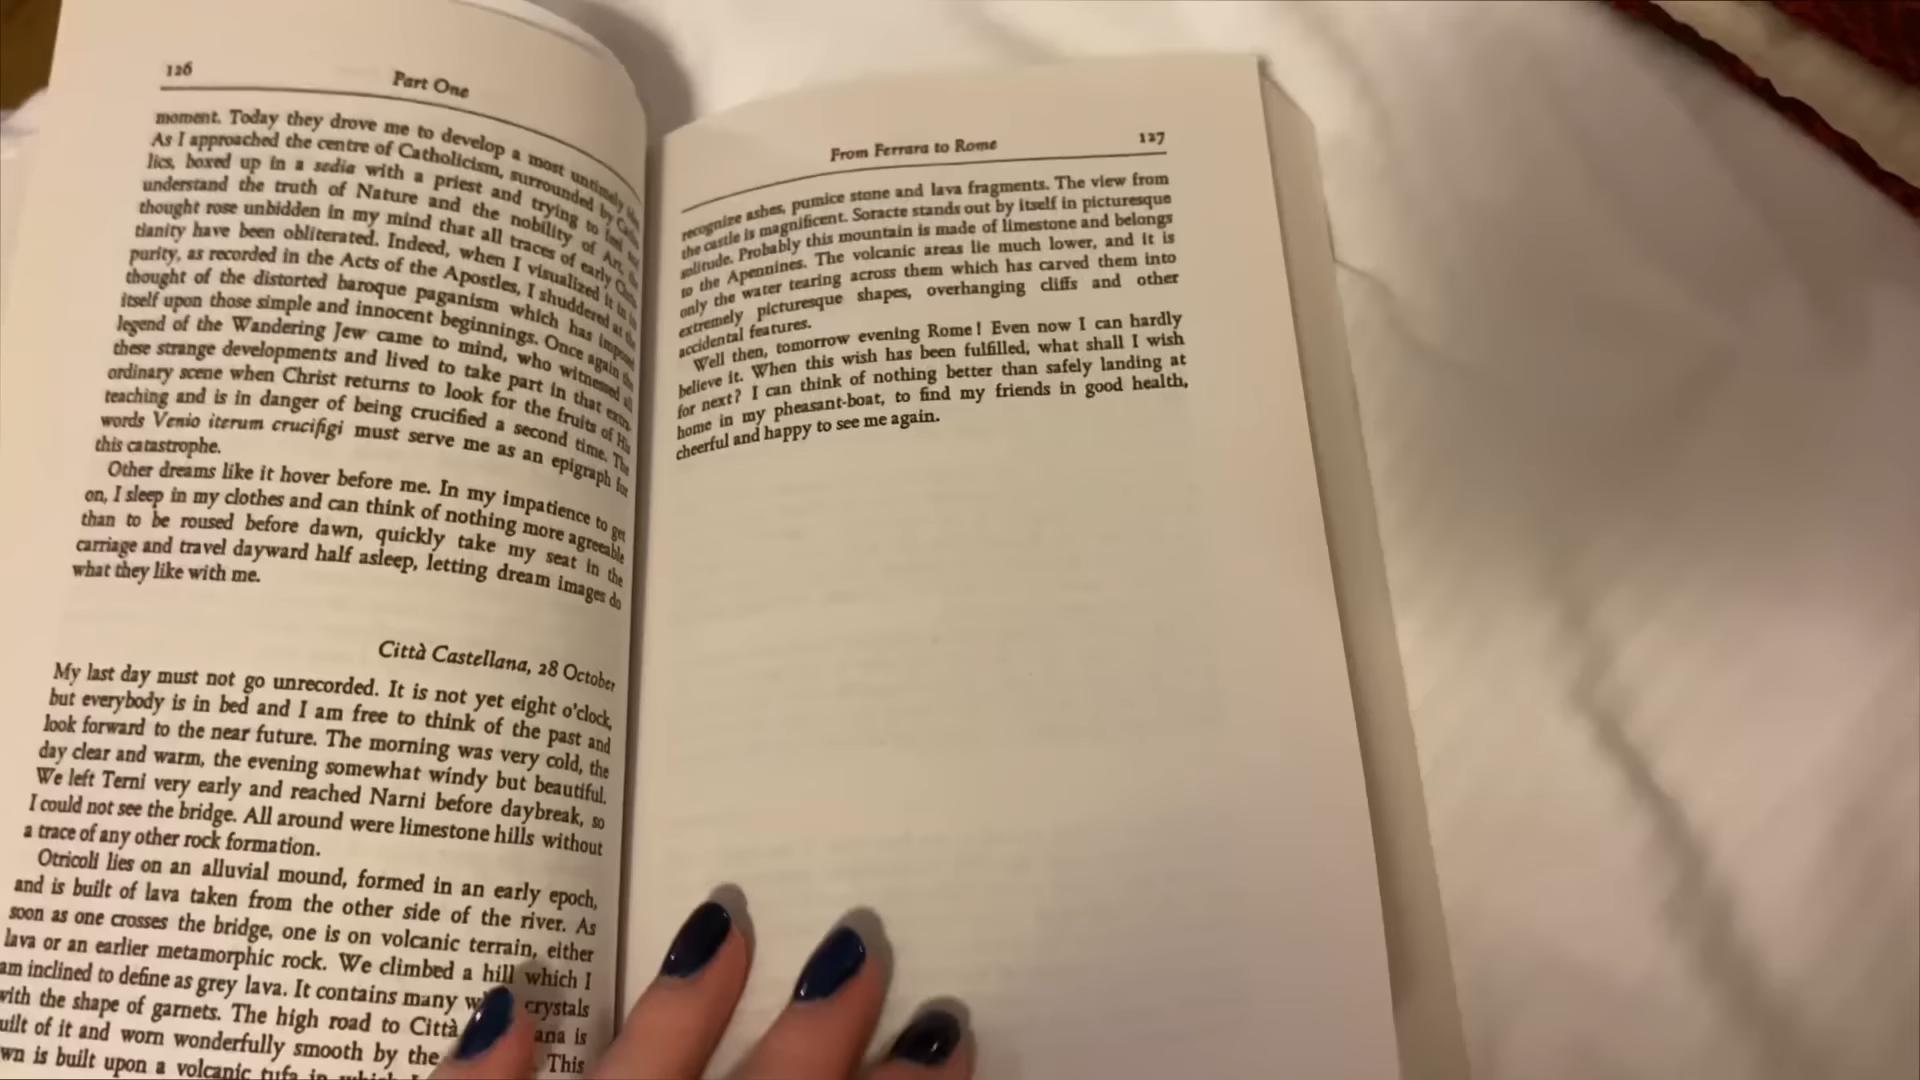 126
Part One
moment. Today they drove me to develop a most untimely
As I approached the centre of Catholicism, surrounded by Catho-
lics, boxed up in a sedia with a priest and trying to feel and
understand the truth of Nature and the nobility of Art, the
thought rose unbidden in my mind that all traces of early Chris-
tianity have been obliterated. Indeed, when I visualized it in its
purity, as recorded in the Acts of the Apostles, I shuddered at the
thought of the distorted baroque paganism which has imposed
itself upon those simple and innocent beginnings. Once again the
legend of the Wandering Jew came to mind, who witnessed all
these strange developments and lived to take part in that extra-
ordinary scene when Christ returns to look for the fruits of His
teaching and is in danger of being crucified a second time. The
words Venio iterum crucifigi must serve me as an epigraph for
this catastrophe.
Other dreams like it hover before me. In my impatience to get
on, I sleep in my clothes and can think of nothing more agreeable
than to be roused before dawn, quickly take my seat in the
carriage and travel dayward half asleep, letting dream images do
what they like with me.
Città Castellana, 28 October
My last day must not go unrecorded. It is not yet eight o'clock,
but everybody is in bed and I am free to think of the past and
look forward to the near future. The morning was very cold, the
day clear and warm, the evening somewhat windy but beautiful.
We left Terni very early and reached Narni before daybreak, so
I could not see the bridge. All around were limestone hills without
a trace of any other rock formation.
Otricoli lies on an alluvial mound, formed in an early epoch,
and is built of lava taken from the other side of the river. As
soon as one crosses the bridge, one is on volcanic terrain, either
lava or an earlier metamorphic rock. We climbed a hill which I
am inclined to define as grey lava. It contains many crystals
with the shape of garnets. The high road to Città ana is
uilt of it and worn wonderfully smooth by the This
wn is built upon a volcanic tufa in which
From Ferrara to Rome
127
recognize ashes, pumice stone and lava fragments. The view from
the castle is magnificent. Soracte stands out by itself in picturesque
solitude. Probably this mountain is made of limestone and belongs
to the Apennines. The volcanic areas lie much lower, and it is
only the water tearing across them which has carved them into
extremely picturesque shapes, overhanging cliffs and other
accidental features.
Well then, tomorrow evening Rome! Even now I can hardly
believe it. When this wish has been fulfilled, what shall I wish
for next? I can think of nothing better than safely landing at
home in my pheasant-boat, to find my friends in good health,
cheerful and happy to see me again.